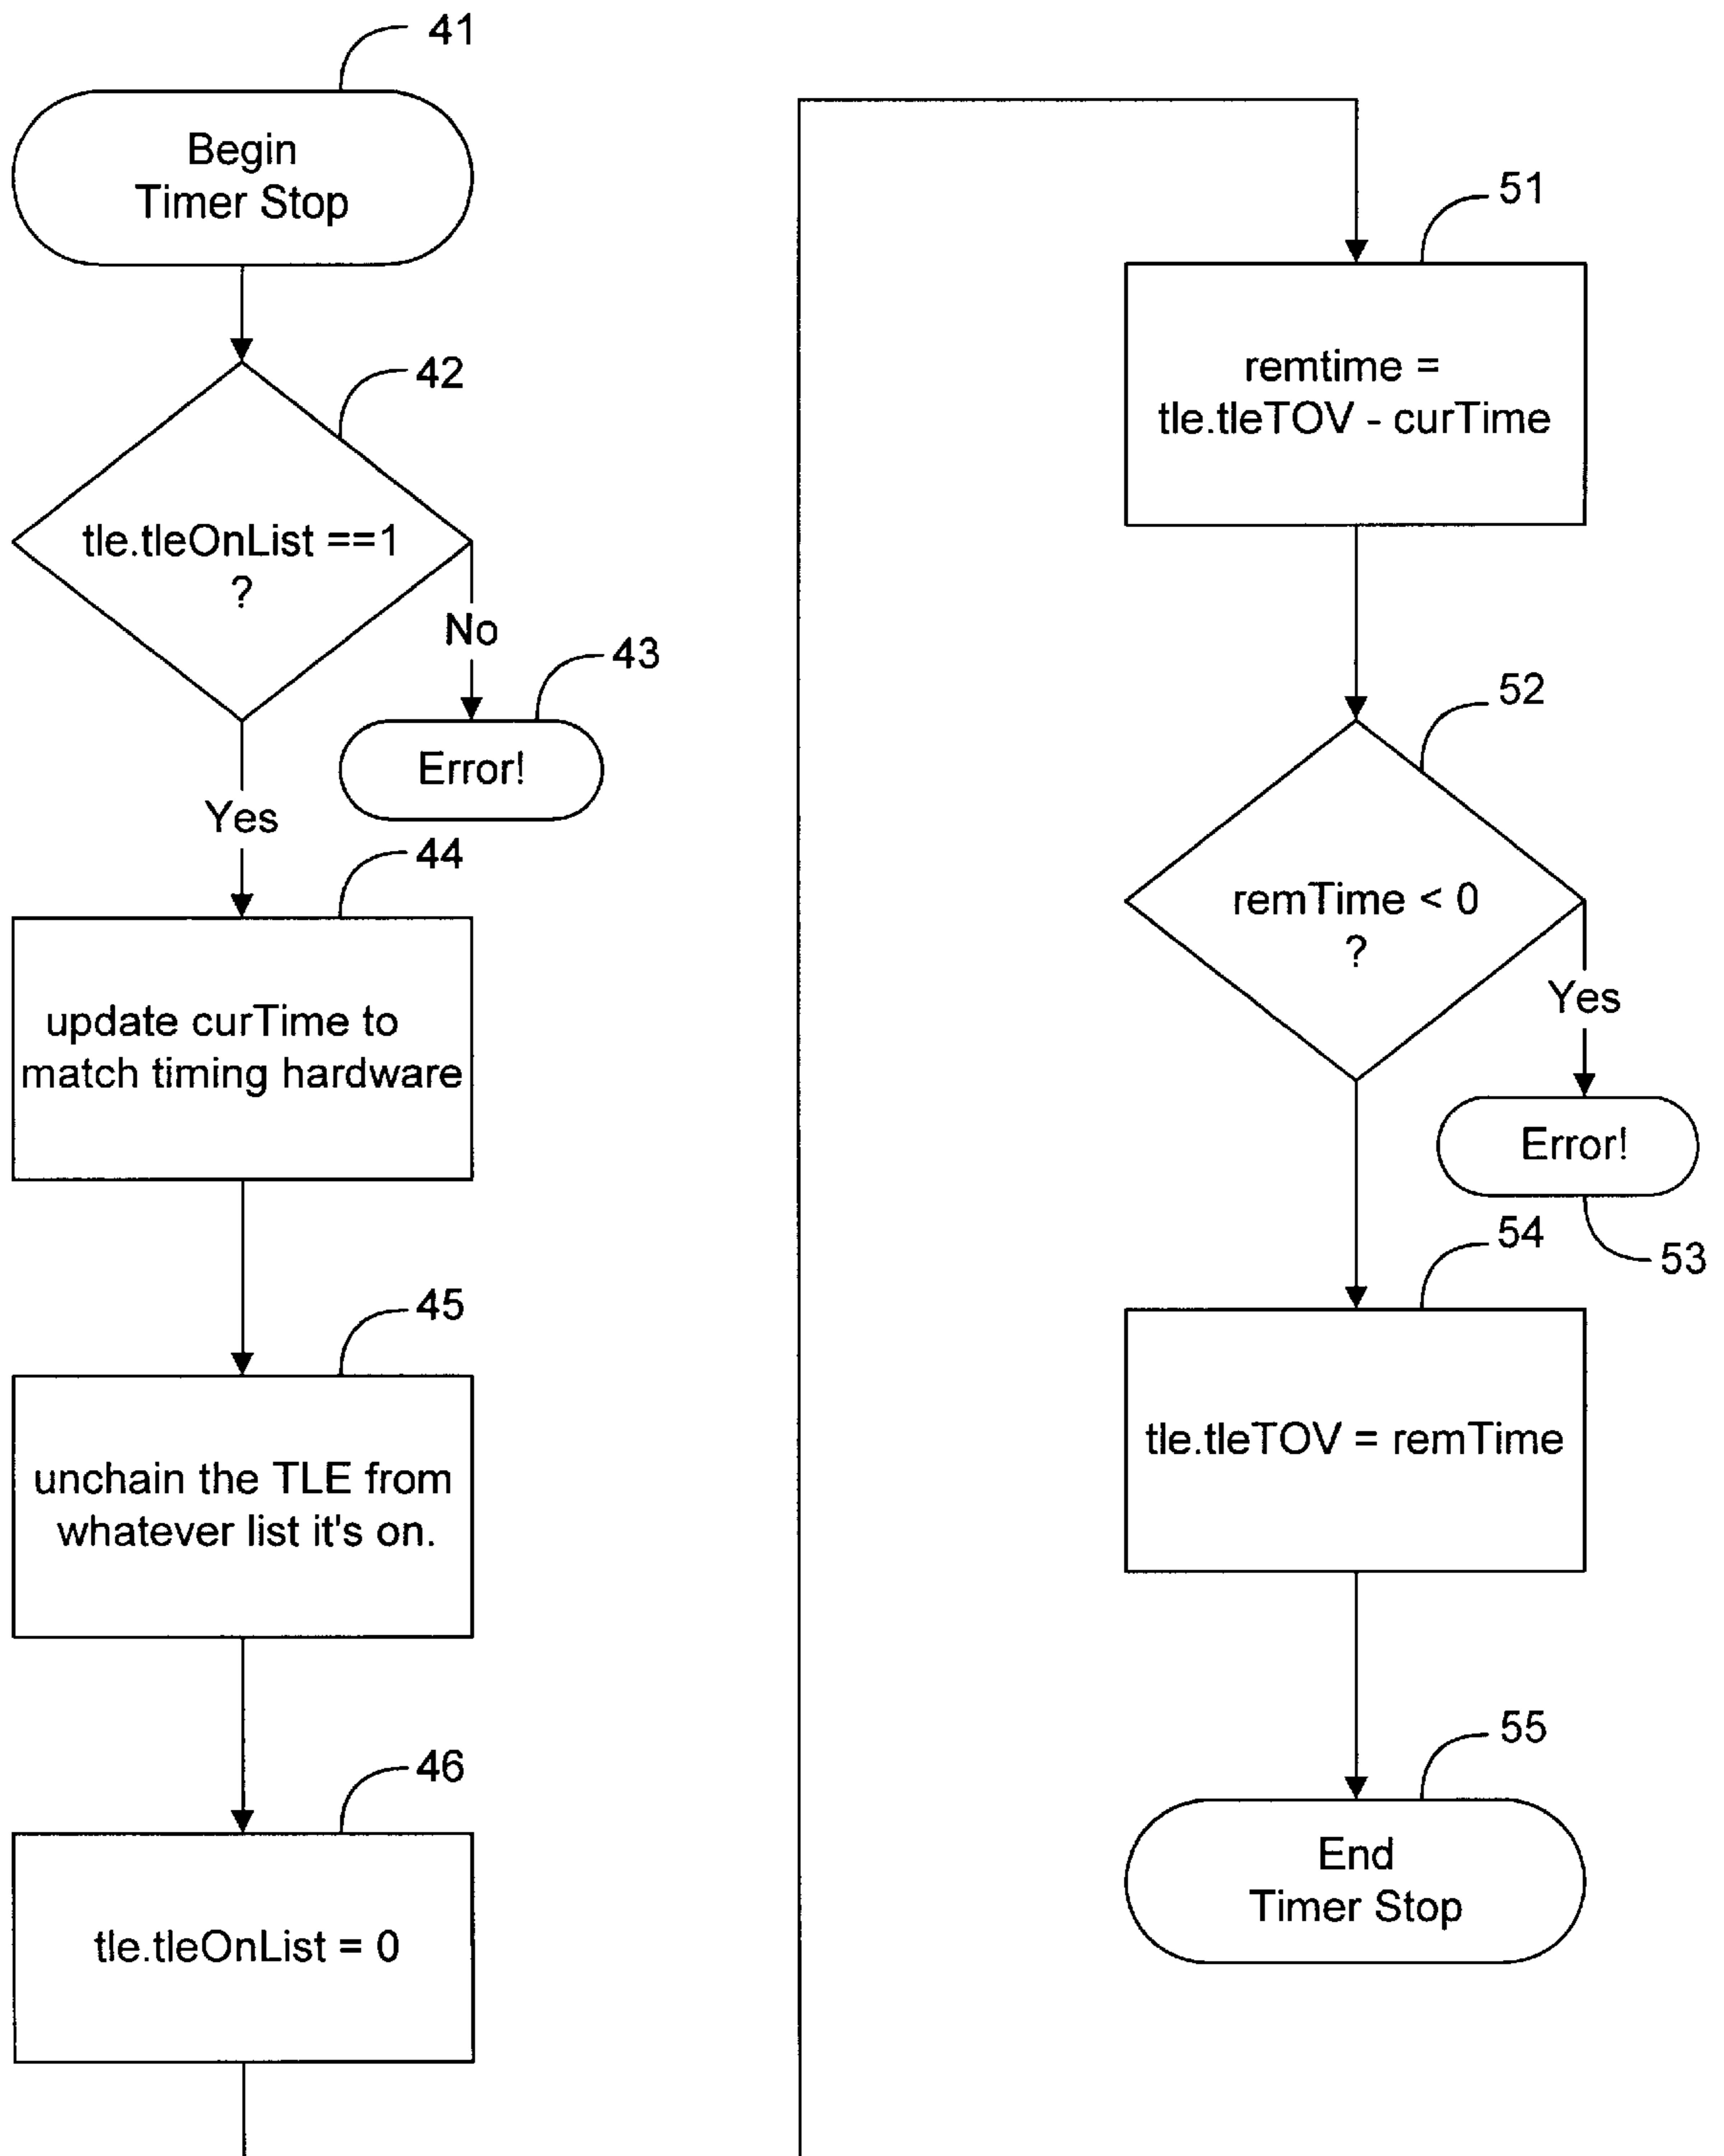 41
Begin
Timer Stop
42
tle.tleOnList ==1
?
No
43
Error!
Yes
44
update curTime to
match timing hardware
45
unchain the TLE from
whatever list it's on.
46
tle.tleOnList = 0
51
remtime =
tle.tleTOV - curTime
52
remTime < 0
?
Yes
Error!
53
54
tle.tleTOV = remTime
55
End
Timer Stop